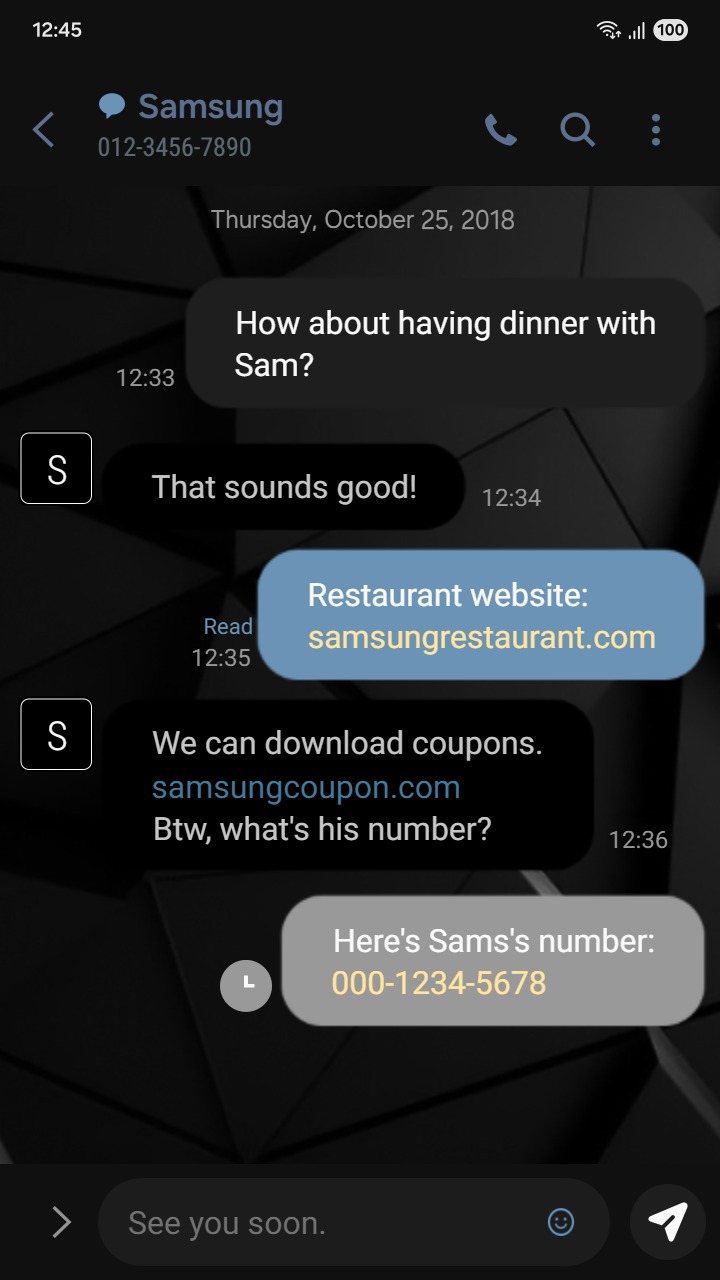 12:45
100
Samsung
012-3456-7890
Thursday, October 25, 2018
How about having dinner with
Sam?
12:33
S
That sounds good!
12:34
Restaurant website:
samsungrestaurant.com
Read
12:35
S
We can download coupons.
samsungcoupon.com
Btw, what's his number?
12:36
Here's Sams's number:
000-1234-5678
See you soon.